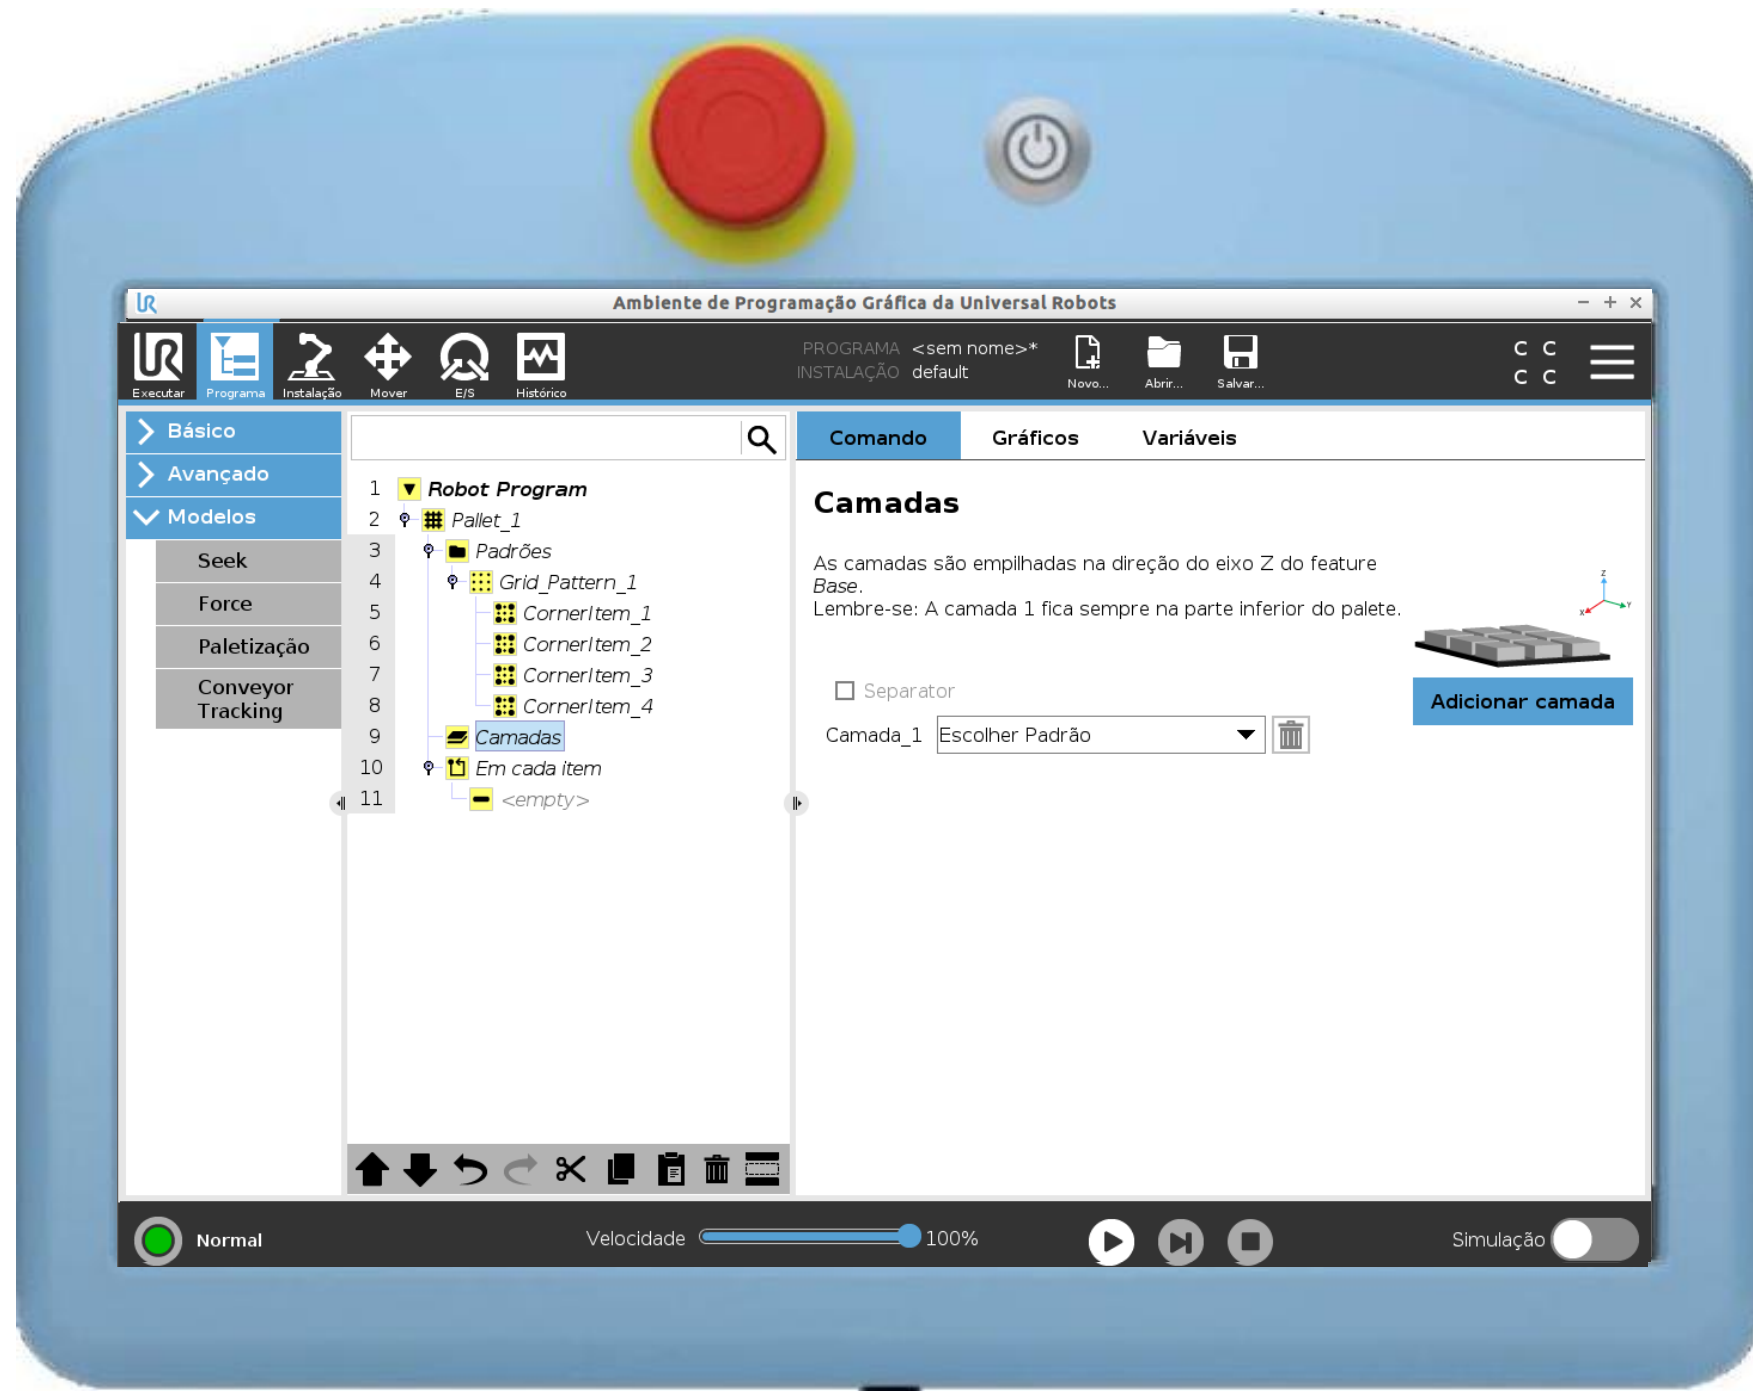 Ambiente de Programação Gráfica da Universal Robots
Executar
Programa
Instalação
Mover
E/S
Histórico
PROGRAMA <sem nome>*
INSTALAÇÃO default
Novo...
Abrir...
Salvar...
C C
C C
Básico
Avançado
Modelos
Seek
Force
Paletização
Conveyor
Tracking
1 Robot Program
2 Pallet_1
3 Padrões
4 Grid_Pattern_1
5 CornerItem_1
6 CornerItem_2
7 CornerItem_3
8 CornerItem_4
9 Camadas
10 Em cada item
11 <empty>
Comando
Gráficos
Variáveis
Camadas
As camadas são empilhadas na direção do eixo Z do feature
Base.
Lembre-se: A camada 1 fica sempre na parte inferior do palete.
Z
X
Y
Separator
Adicionar camada
Camada_1 Escolher Padrão
Normal
Velocidade
100%
Simulação